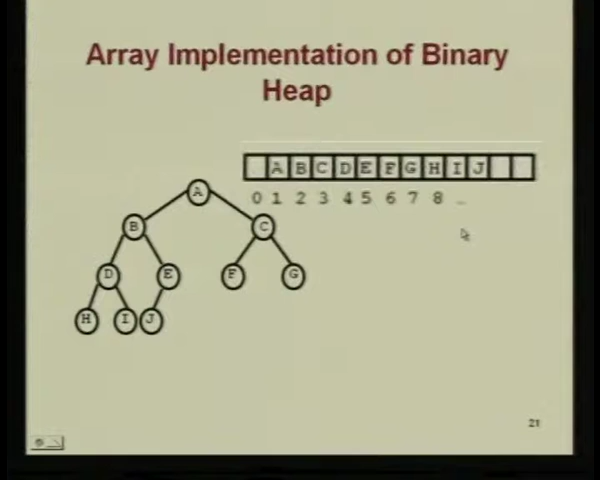 Array Implementation of Binary
Heap
A B C D E F G H I J
0 1 2 3 4 5 6 7 8 ...
A
B C
D E F G
H I J
21